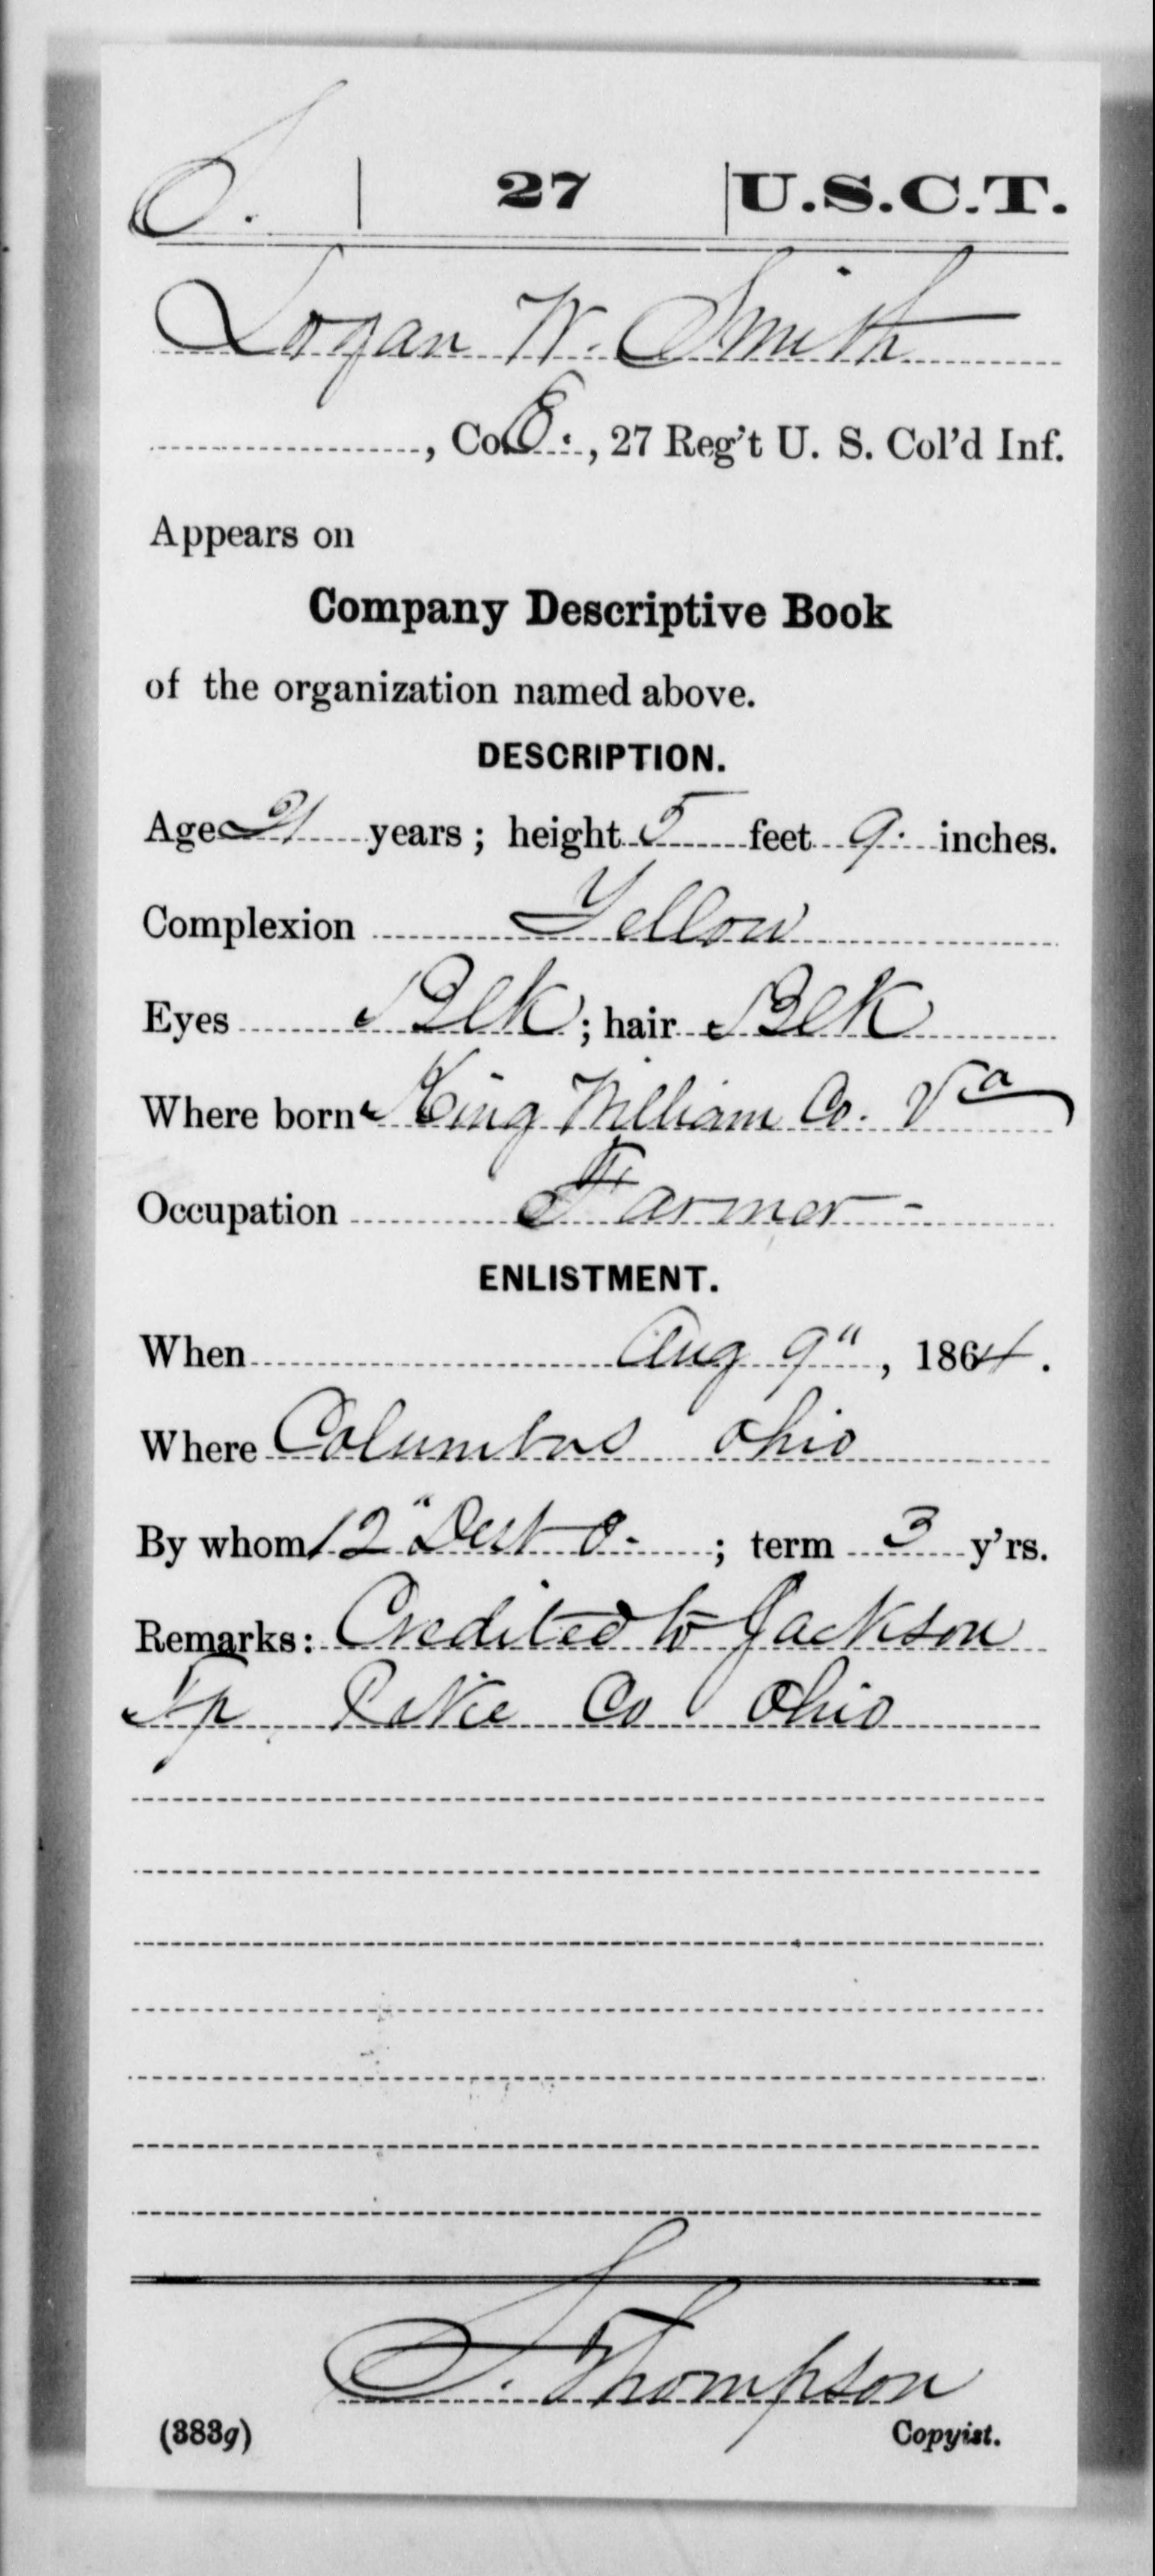 S. | 27 | U.S.C.T.
Logan W. Smith
, Co. E., 27 Reg't U. S. Col'd Inf.
Appears on
Company Descriptive Book
of the organization named above.
DESCRIPTION.
Age 21 years; height 5 feet 9 inches.
Complexion Yellow
Eyes Blk; hair Blk
Where born King William Co. Va
Occupation Farmer -
ENLISTMENT.
When Aug 9", 1864.
Where Columbus Ohio
By whom 12" Dist O.; term 3 y'rs.
Remarks: Credited to Jackson
Tp Co Ohio
S. Thompson
(383g) Copyist.